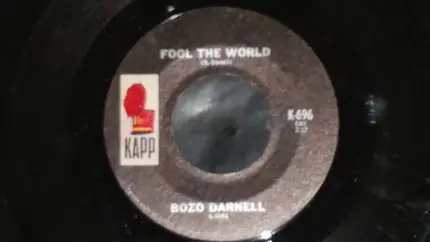 FOOL THE WORLD
K-696
KAPP
BOZO DARNELL